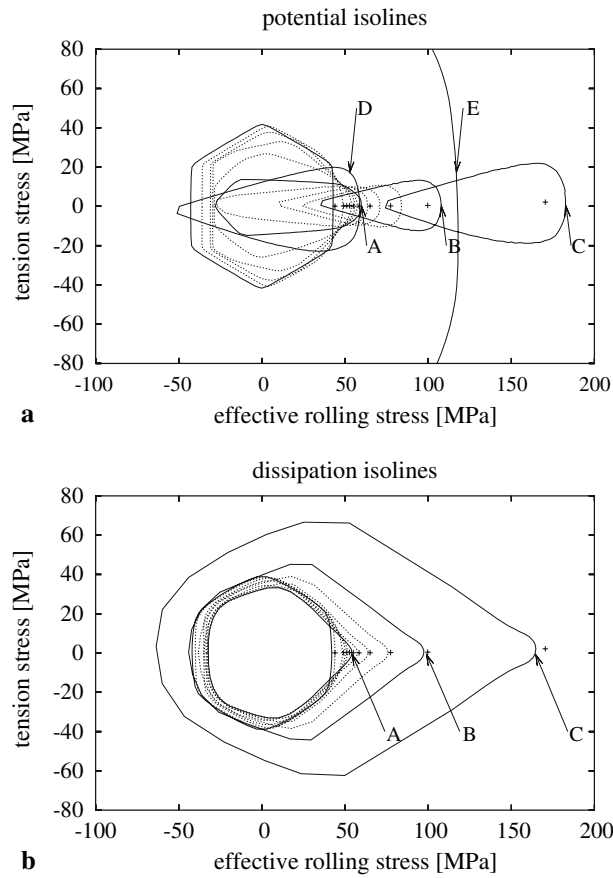 potential isolines
80
60
40
20
0
-20
-40
-60
-80
tension stress [MPa]
D
E
A
B
C
-100 -50 0 50 100 150 200
a effective rolling stress [MPa]
dissipation isolines
80
60
40
20
0
-20
-40
-60
-80
tension stress [MPa]
A
B
C
-100 -50 0 50 100 150 200
b effective rolling stress [MPa]